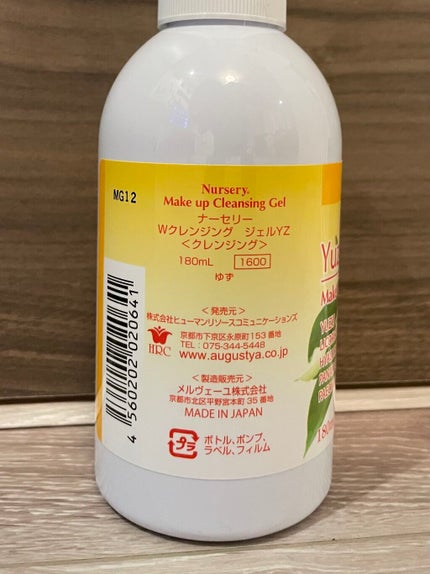 MG12
Nursery®
Make up Cleansing Gel
ナーセリー
Wクレンジング ジェルYZ
<クレンジング>
180mL 1600
ゆず
<発売元>
株式会社ヒューマンリソースコミュニケーションズ
HRC
京都市下京区永原町153番地
TEL:075-344-5448
www.augustya.co.jp
<製造販売元>
メルヴェーユ株式会社
京都市北区平野宮本町35番地
MADE IN JAPAN
プラ
ボトル、ポンプ、
ラベル、フィルム
4560202020641
Make
180m